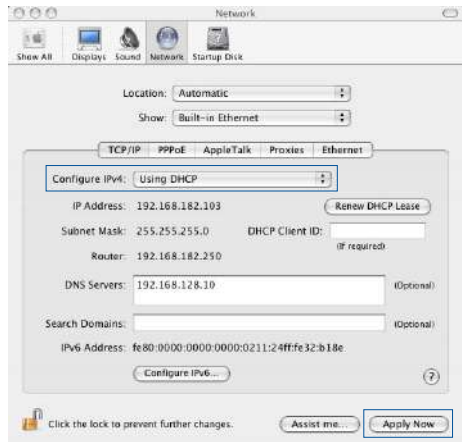 Network
Show All Displays Sound Network Startup Disk
Location: Automatic
Show: Built-in Ethernet
TCP/IP PPPoE AppleTalk Proxies Ethernet
Configure IPv4: Using DHCP
IP Address: 192.168.182.103 Renew DHCP Lease
Subnet Mask: 255.255.255.0 DHCP Client ID:
(If required)
Router: 192.168.182.250
DNS Servers: 192.168.128.10 (Optional)
Search Domains: (Optional)
IPv6 Address: fe80:0000:0000:0000:0211:24ff:fe32:b18e
Configure IPv6...
?
Click the lock to prevent further changes. Assist me... Apply Now